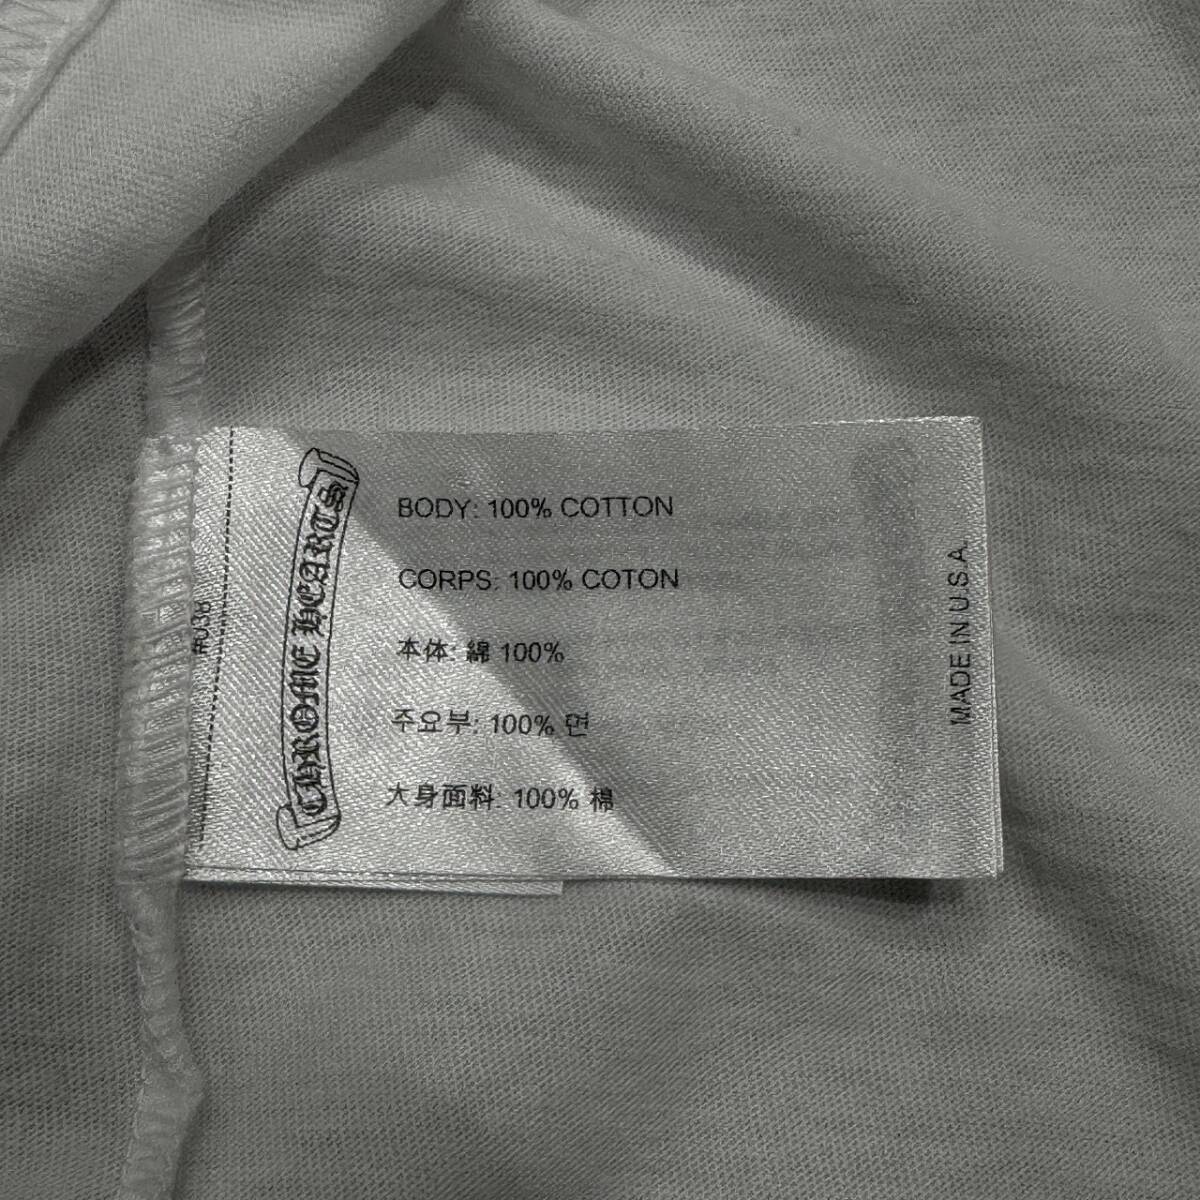 CHROME HEARTS
BODY: 100% COTTON
CORPS: 100% COTON
本体: 綿 100%
주요부: 100% 면
大身面料: 100% 棉
MADE IN U.S.A.
#038